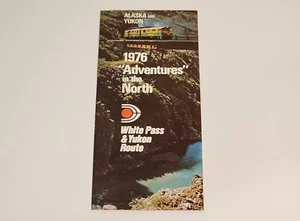 ALASKA AND
YUKON
1976
"Adventures"
in the
North
White Pass
& Yukon
Route